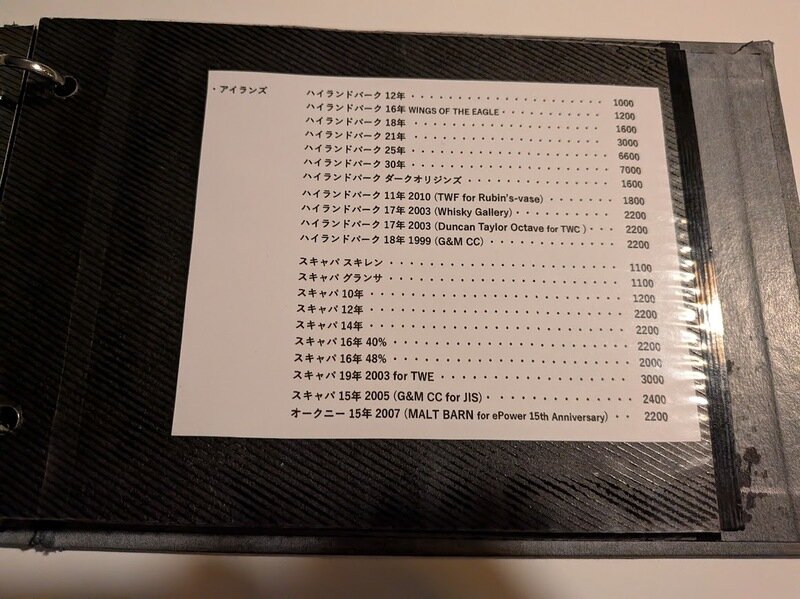 ・アイランズ
ハイランドパーク 12年 ・・・・・・・・・・・・・・・・・・・・ 1000
ハイランドパーク 16年 WINGS OF THE EAGLE・・・・・・・・・・ 1200
ハイランドパーク 18年 ・・・・・・・・・・・・・・・・・・・・ 1600
ハイランドパーク 21年 ・・・・・・・・・・・・・・・・・・・・ 3000
ハイランドパーク 25年 ・・・・・・・・・・・・・・・・・・・・ 6600
ハイランドパーク 30年 ・・・・・・・・・・・・・・・・・・・・ 7000
ハイランドパーク ダークオリジンズ ・・・・・・・・・・・・・・ 1600
ハイランドパーク 11年 2010 (TWF for Rubin's-vase) ・・・・・・・ 1800
ハイランドパーク 17年 2003 (Whisky Gallery) ・・・・・・・・・・ 2200
ハイランドパーク 17年 2003 (Duncan Taylor Octave for TWC )・・・ 2200
ハイランドパーク 18年 1999 (G&M CC) ・・・・・・・・・・・・・ 2200
スキャパ スキレン ・・・・・・・・・・・・・・・・・・・・・・ 1100
スキャパ グランサ ・・・・・・・・・・・・・・・・・・・・・・ 1100
スキャパ 10年 ・・・・・・・・・・・・・・・・・・・・・・・・ 1200
スキャパ 12年 ・・・・・・・・・・・・・・・・・・・・・・・・ 2200
スキャパ 14年 ・・・・・・・・・・・・・・・・・・・・・・・・ 2200
スキャパ 16年 40% ・・・・・・・・・・・・・・・・・・・・・・ 2200
スキャパ 16年 48% ・・・・・・・・・・・・・・・・・・・・・・ 2000
スキャパ 19年 2003 for TWE ・・・・・・・・・・・・・・・・・・ 3000
スキャパ 15年 2005 (G&M CC for JIS)・・・・・・・・・・・・・・ 2400
オークニー 15年 2007 (MALT BARN for ePower 15th Anniversary) ・・ 2200